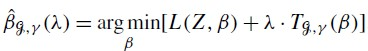 β̂_{𝒢,γ}(λ) = arg min_β [L(Z, β) + λ · T_{𝒢,γ}(β)]